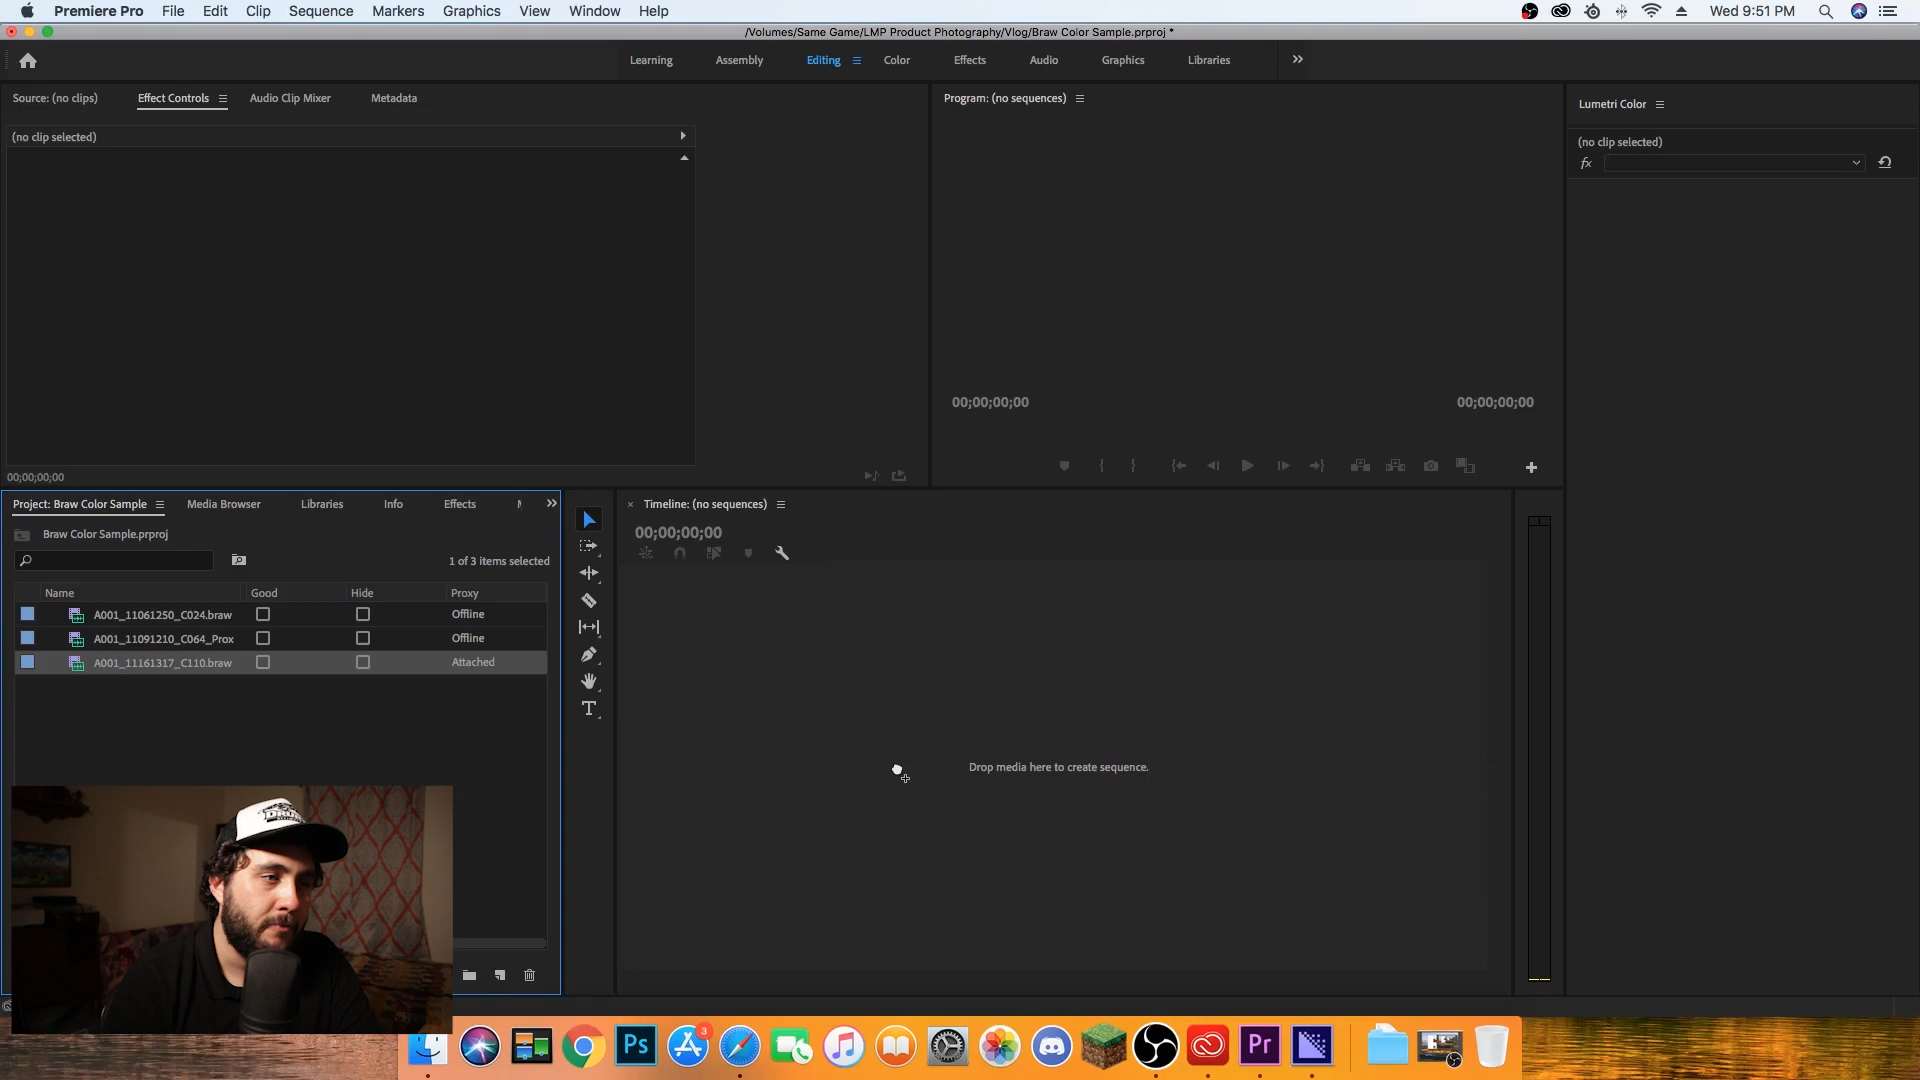 Premiere Pro File Edit Clip Sequence Markers Graphics View Window Help Wed 9:51 PM
/Volumes/Same Game/LMP Product Photography/Vlog/Braw Color Sample.prproj *
Learning Assembly Editing Color Effects Audio Graphics Libraries
Source: (no clips) Effect Controls Audio Clip Mixer Metadata
(no clip selected)
00;00;00;00
Program: (no sequences)
00;00;00;00 00;00;00;00
Lumetri Color
(no clip selected)
fx
Project: Braw Color Sample Media Browser Libraries Info Effects
Braw Color Sample.prproj
1 of 3 items selected
Name Good Hide Proxy
A001_11061250_C024.braw Offline
A001_11091210_C064_Prox Offline
A001_11161317_C110.braw Attached
Timeline: (no sequences)
00;00;00;00
Drop media here to create sequence.
Ps 3 Pr